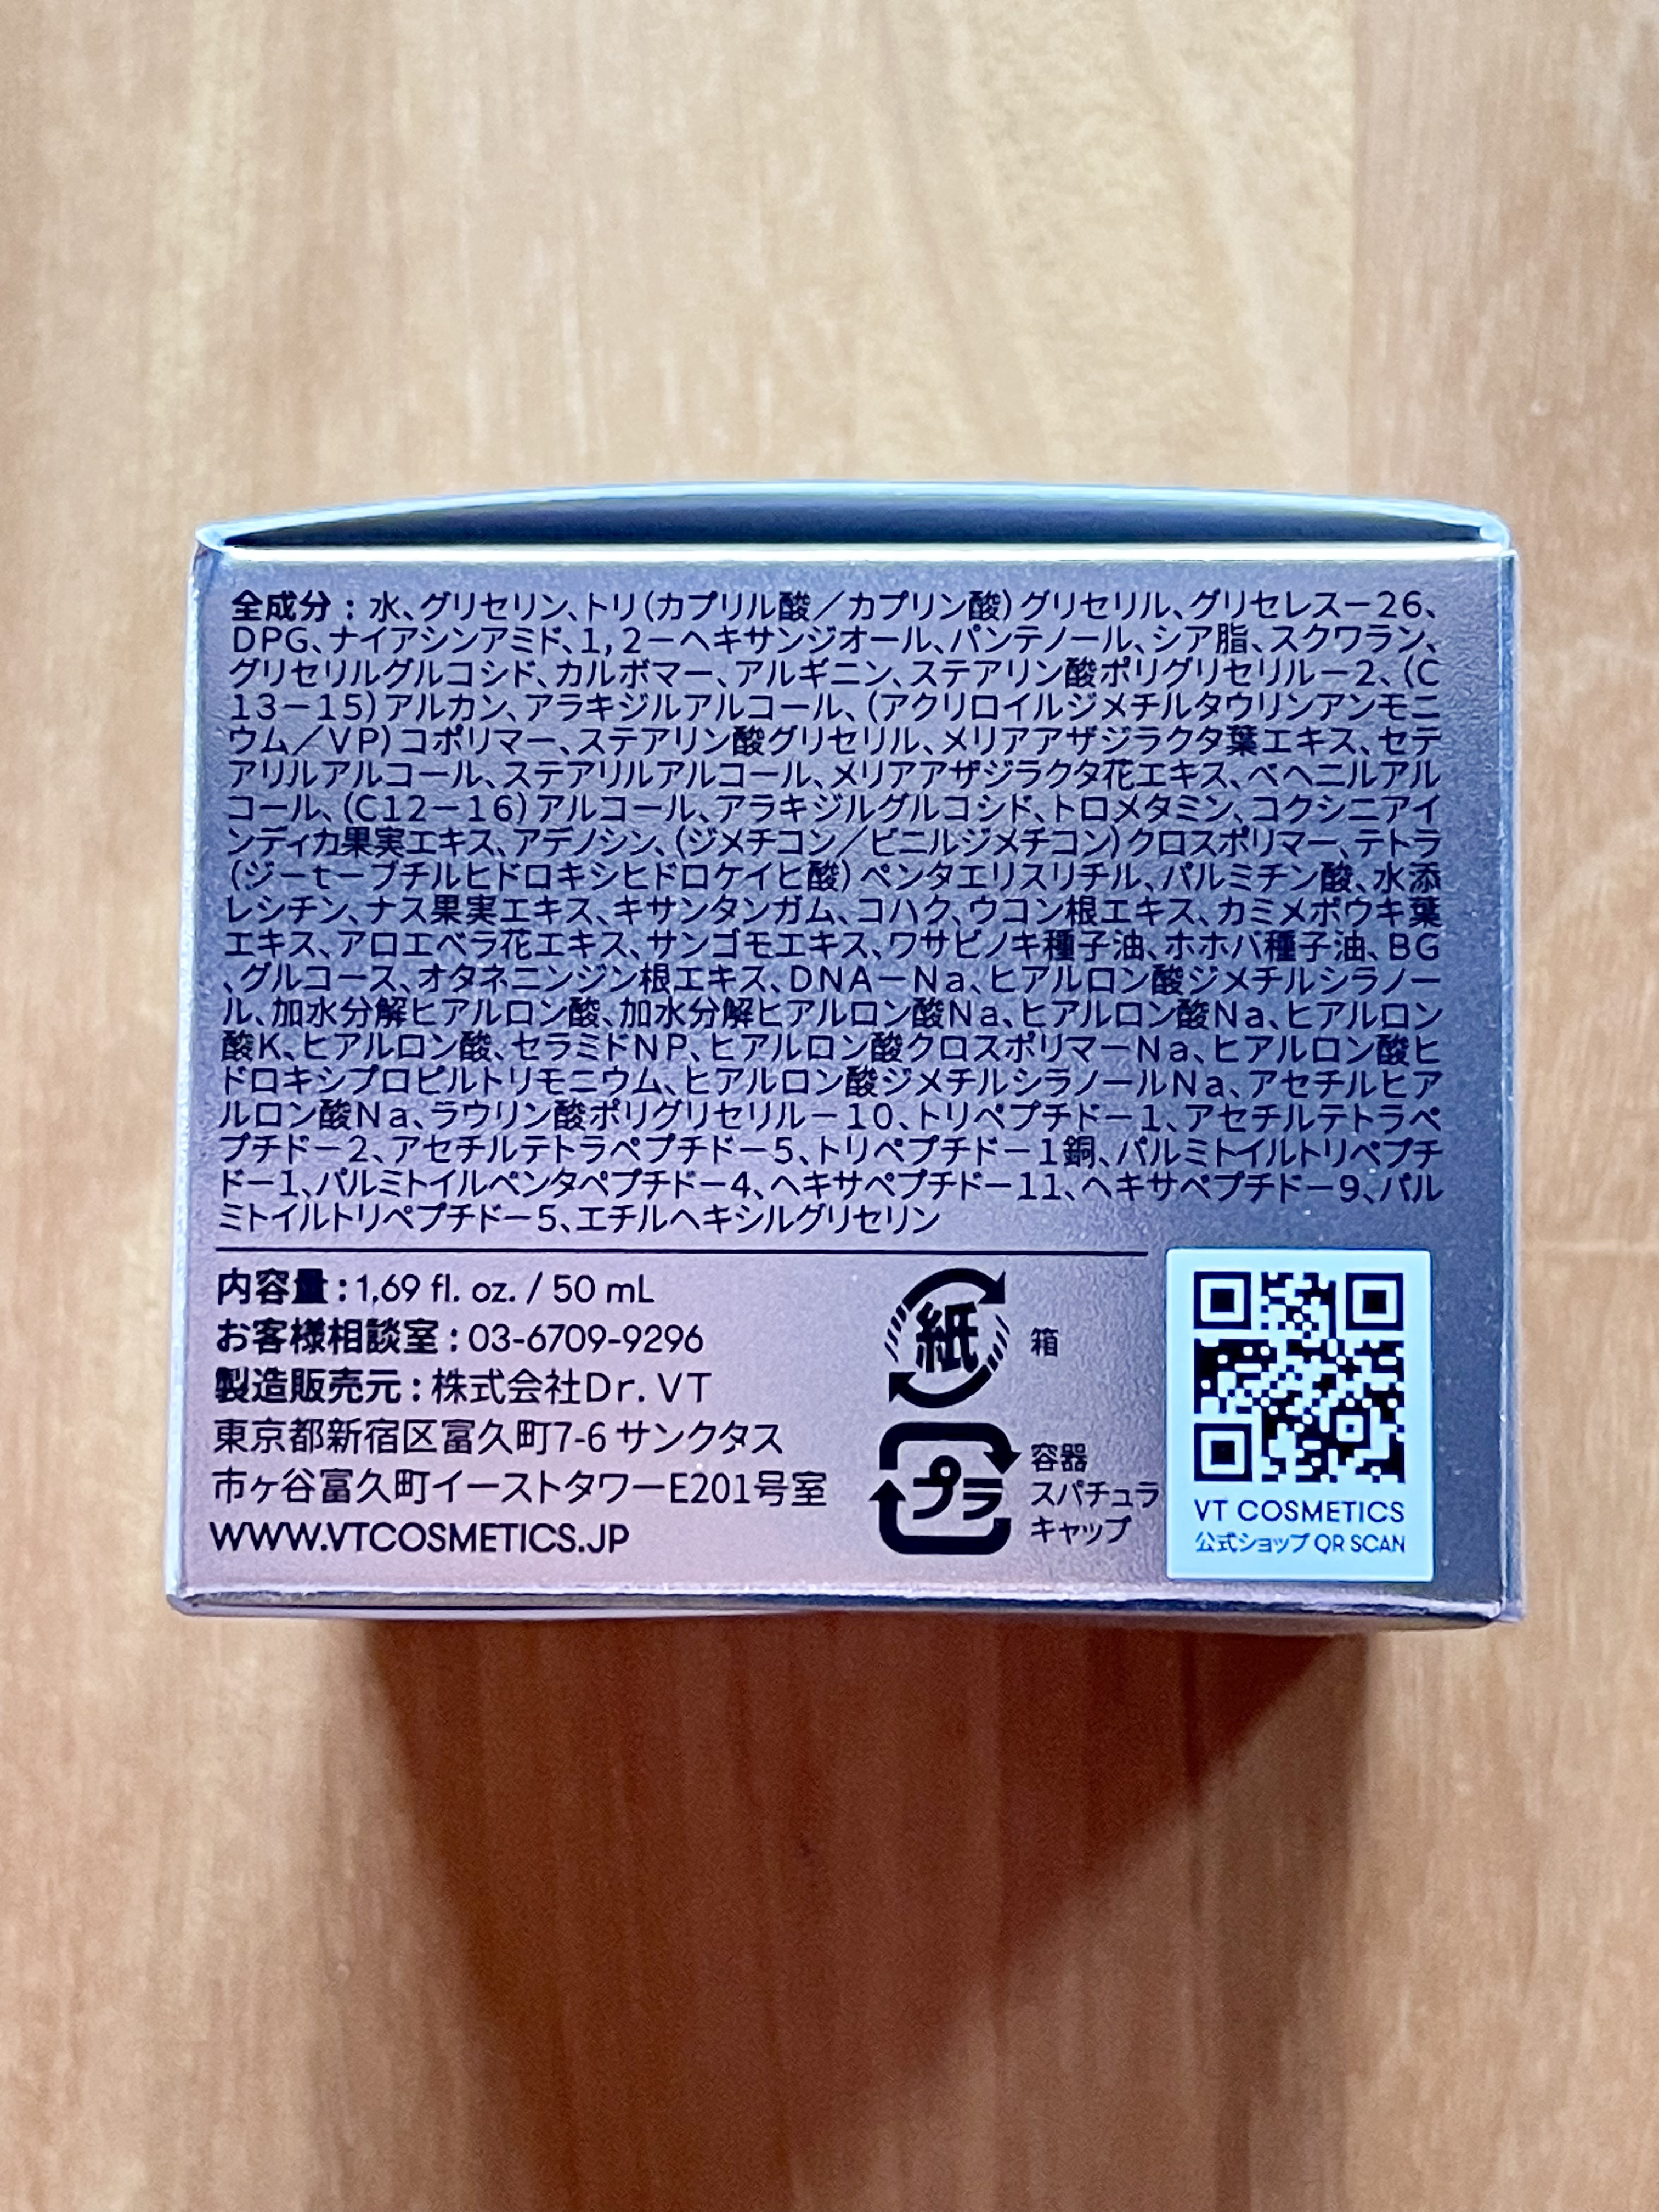 全成分 : 水、グリセリン、トリ(カプリル酸／カプリン酸)グリセリル、グリセレス－26、
DPG、ナイアシンアミド、1,2－ヘキサンジオール、パンテノール、シア脂、スクワラン、
グリセリルグルコシド、カルボマー、アルギニン、ステアリン酸ポリグリセリル－2、(C
13－15)アルカン、アラキジルアルコール、(アクリロイルジメチルタウリンアンモニ
ウム／VP)コポリマー、ステアリン酸グリセリル、メリアアザジラクタ葉エキス、セテ
アリルアルコール、ステアリルアルコール、メリアアザジラクタ花エキス、ベヘニルアル
コール、(C12－16)アルコール、アラキジルグルコシド、トロメタミン、コクシニアイ
ンディカ果実エキス、アデノシン、(ジメチコン／ビニルジメチコン)クロスポリマー、テトラ
(ジ－t－ブチルヒドロキシヒドロケイヒ酸)ペンタエリスリチル、パルミチン酸、水添
レシチン、ナス果実エキス、キサンタンガム、コハク、ウコン根エキス、カミメボウキ葉
エキス、アロエベラ花エキス、サンゴモエキス、ワサビノキ種子油、ホホバ種子油、BG
、グルコース、オタネニンジン根エキス、DNA－Na、ヒアルロン酸ジメチルシラノー
ル、加水分解ヒアルロン酸、加水分解ヒアルロン酸Na、ヒアルロン酸Na、ヒアルロン
酸K、ヒアルロン酸、セラミドNP、ヒアルロン酸クロスポリマーNa、ヒアルロン酸ヒ
ドロキシプロピルトリモニウム、ヒアルロン酸ジメチルシラノールNa、アセチルヒア
ルロン酸Na、ラウリン酸ポリグリセリル－10、トリペプチド－1、アセチルテトラペ
プチド－2、アセチルテトラペプチド－5、トリペプチド－1銅、パルミトイルトリペプチ
ド－1、パルミトイルペンタペプチド－4、ヘキサペプチド－11、ヘキサペプチド－9、パル
ミトイルトリペプチド－5、エチルヘキシルグリセリン
内容量 : 1.69 fl. oz. / 50 mL
お客様相談室 : 03-6709-9296
製造販売元 : 株式会社Dr. VT
東京都新宿区富久町7-6 サンクタス
市ヶ谷富久町イーストタワーE201号室
WWW.VTCOSMETICS.JP
紙
箱
プラ
容器
スパチュラ
キャップ
VT COSMETICS
公式ショップ QR SCAN